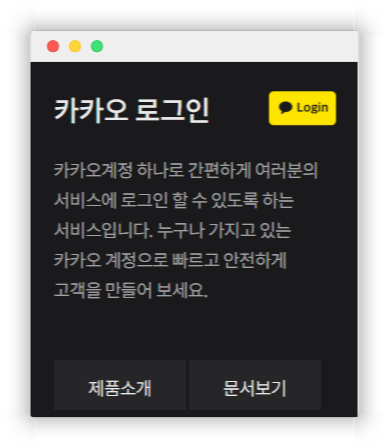 카카오 로그인
Login
카카오계정 하나로 간편하게 여러분의
서비스에 로그인 할 수 있도록 하는
서비스입니다. 누구나 가지고 있는
카카오 계정으로 빠르고 안전하게
고객을 만들어 보세요.
제품소개
문서보기